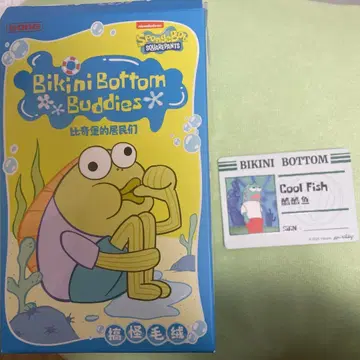 nickelodeon
SpongeBob
SQUAREPANTS
Bikini Bottom
Buddies
比奇堡的居民们
搞怪毛绒
BIKINI BOTTOM
Cool Fish
酷酷鱼